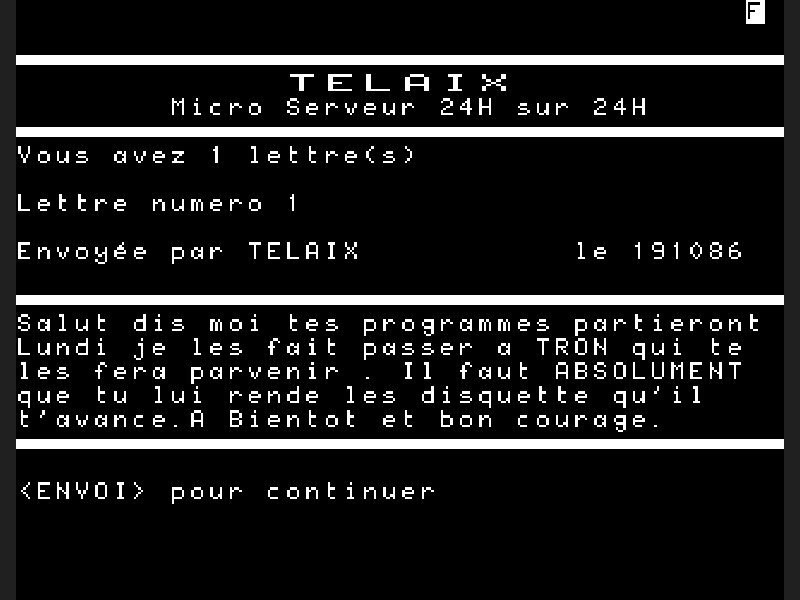 F
TELAIX
Micro Serveur 24H sur 24H
Vous avez 1 lettre(s)
Lettre numero 1
Envoyée par TELAIX le 191086
Salut dis moi tes programmes partieront
Lundi je les fait passer a TRON qui te
les fera parvenir . Il faut ABSOLUMENT
que tu lui rende les disquette qu'il
t'avance.A Bientot et bon courage.
<ENVOI> pour continuer